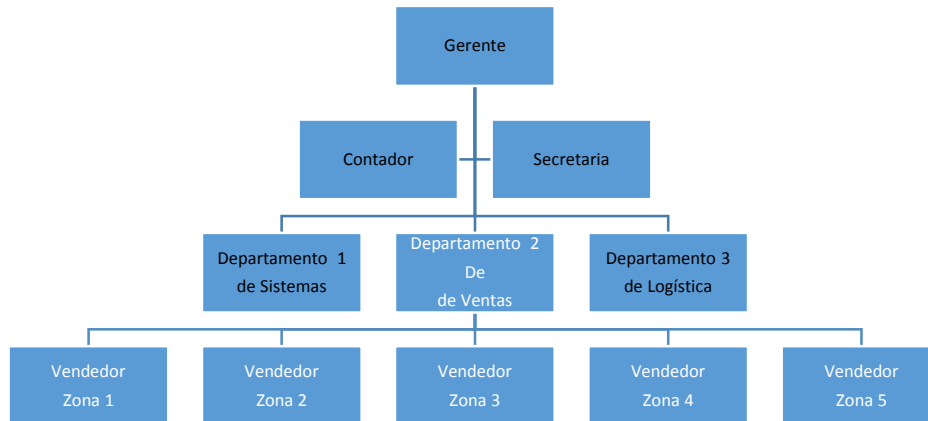 Gerente
Contador
Secretaria
Departamento 1
de Sistemas
Departamento 2
De
de Ventas
Departamento 3
de Logística
Vendedor
Zona 1
Vendedor
Zona 2
Vendedor
Zona 3
Vendedor
Zona 4
Vendedor
Zona 5